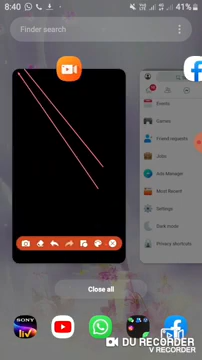 8:40
41%
Finder search
Events
Games
Friend requests
Jobs
Ads Manager
Most Recent
Settings
Dark mode
Privacy shortcuts
Close all
SONY
liv
DU RECORDER
V RECORDER